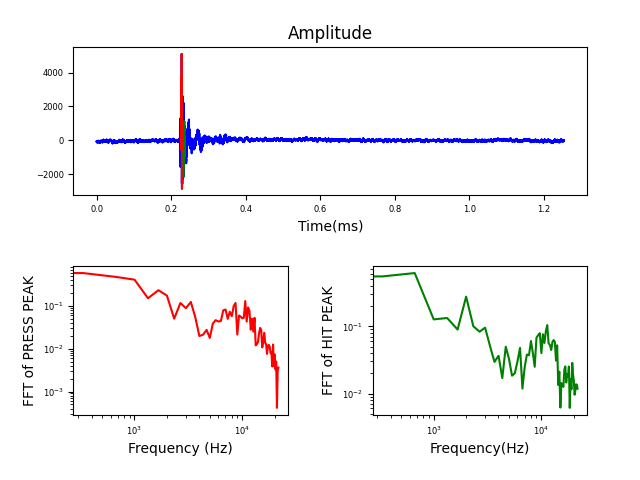 Amplitude
4000
2000
0
−2000
0.0 0.2 0.4 0.6 0.8 1.0 1.2
Time(ms)
FFT of PRESS PEAK
10⁻¹
10⁻²
10⁻³
10³ 10⁴
Frequency (Hz)
FFT of HIT PEAK
10⁻¹
10⁻²
10³ 10⁴
Frequency(Hz)